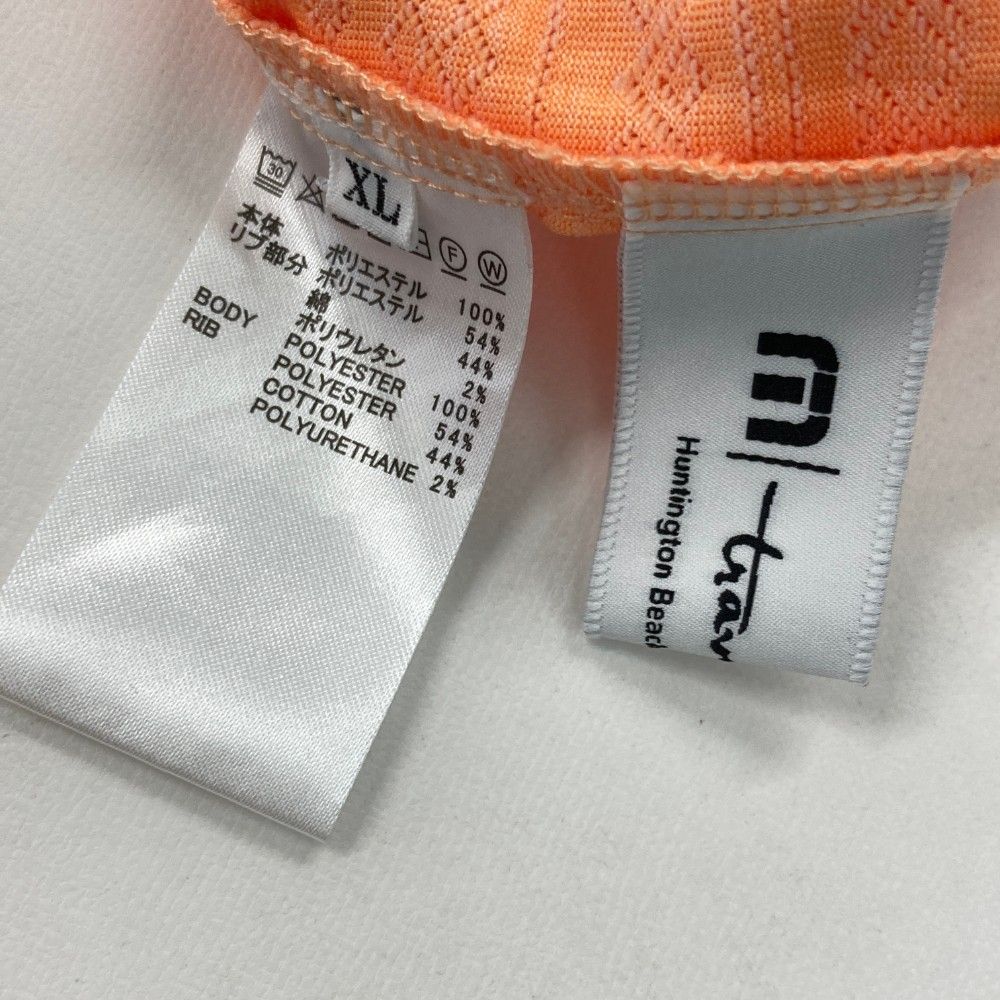 XL
30
F W
本体 ポリエステル 100%
リブ部分 ポリエステル 54%
綿 44%
ポリウレタン 2%
BODY POLYESTER 100%
RIB POLYESTER 54%
COTTON 44%
POLYURETHANE 2%
Huntington Beach